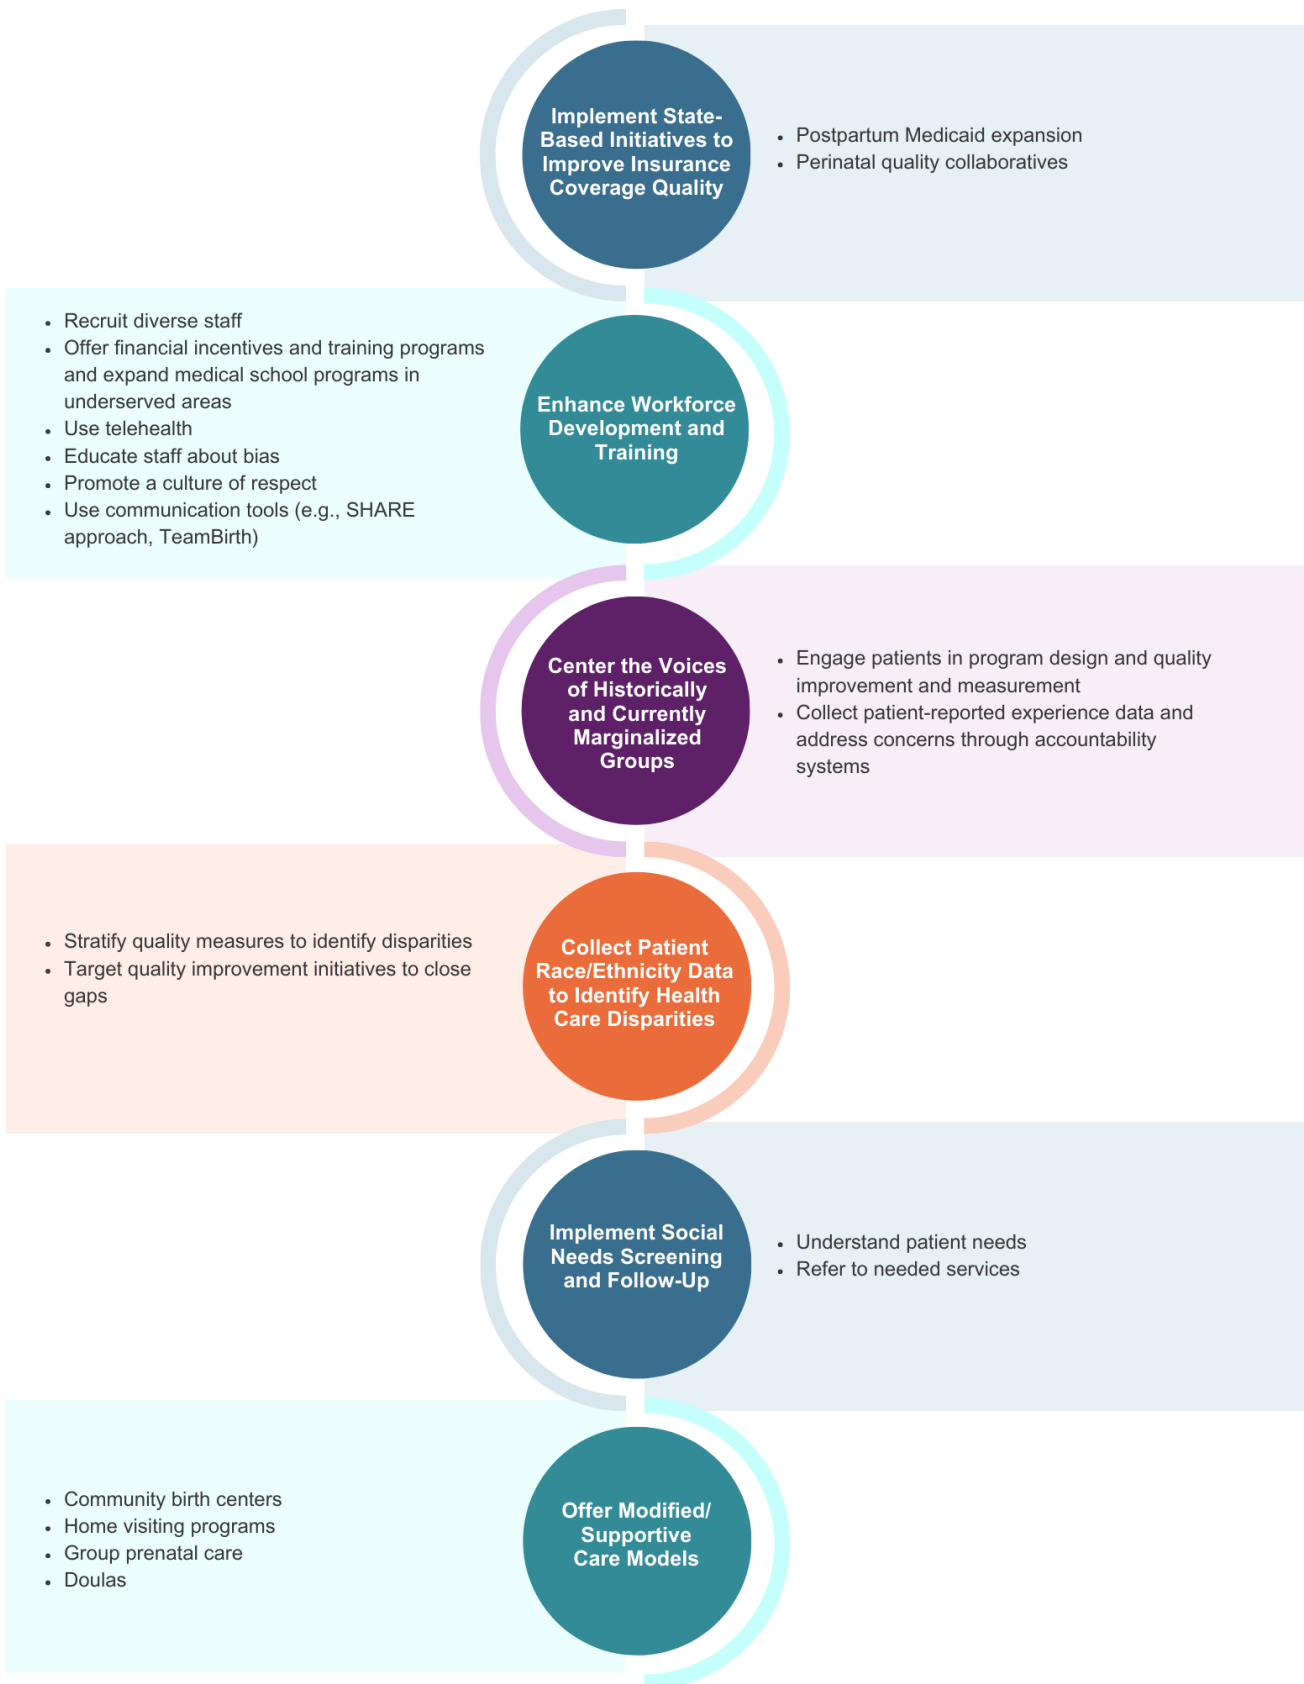 Implement State-
Based Initiatives to
Improve Insurance
Coverage Quality
• Postpartum Medicaid expansion
• Perinatal quality collaboratives
Enhance Workforce
Development and
Training
• Recruit diverse staff
• Offer financial incentives and training programs
and expand medical school programs in
underserved areas
• Use telehealth
• Educate staff about bias
• Promote a culture of respect
• Use communication tools (e.g., SHARE
approach, TeamBirth)
Center the Voices
of Historically
and Currently
Marginalized
Groups
• Engage patients in program design and quality
improvement and measurement
• Collect patient-reported experience data and
address concerns through accountability
systems
Collect Patient
Race/Ethnicity Data
to Identify Health
Care Disparities
• Stratify quality measures to identify disparities
• Target quality improvement initiatives to close
gaps
Implement Social
Needs Screening
and Follow-Up
• Understand patient needs
• Refer to needed services
Offer Modified/
Supportive
Care Models
• Community birth centers
• Home visiting programs
• Group prenatal care
• Doulas